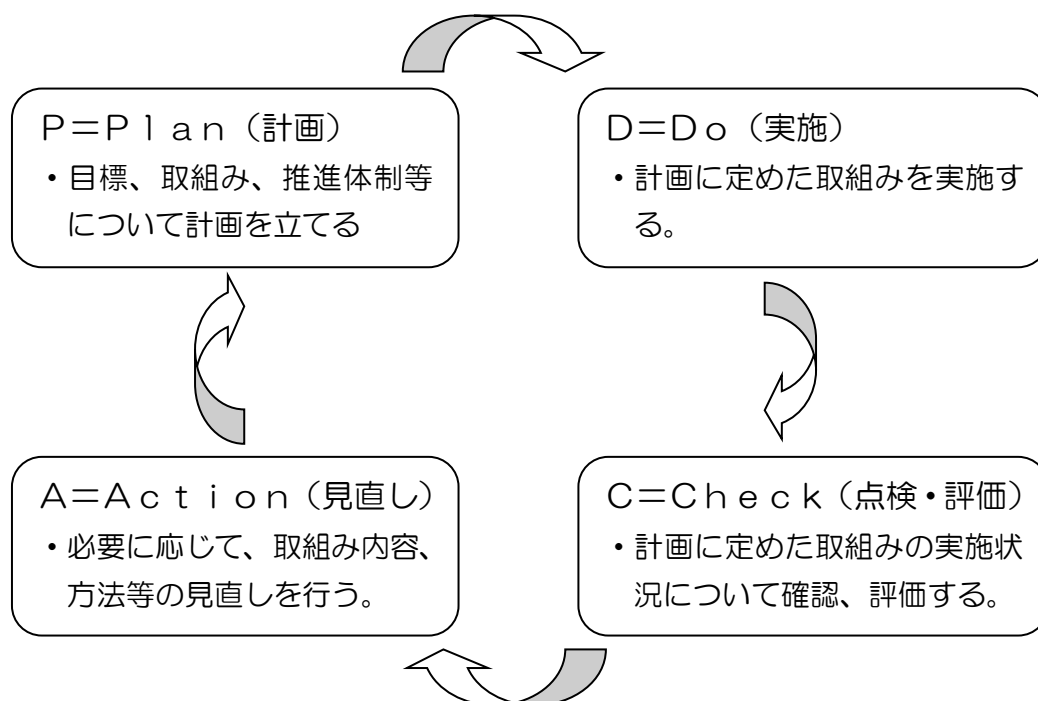 P=Plan（計画）
・目標、取組み、推進体制等
について計画を立てる
D=Do（実施）
・計画に定めた取組みを実施す
る。
A=Action（見直し）
・必要に応じて、取組み内容、
方法等の見直しを行う。
C=Check（点検・評価）
・計画に定めた取組みの実施状
況について確認、評価する。